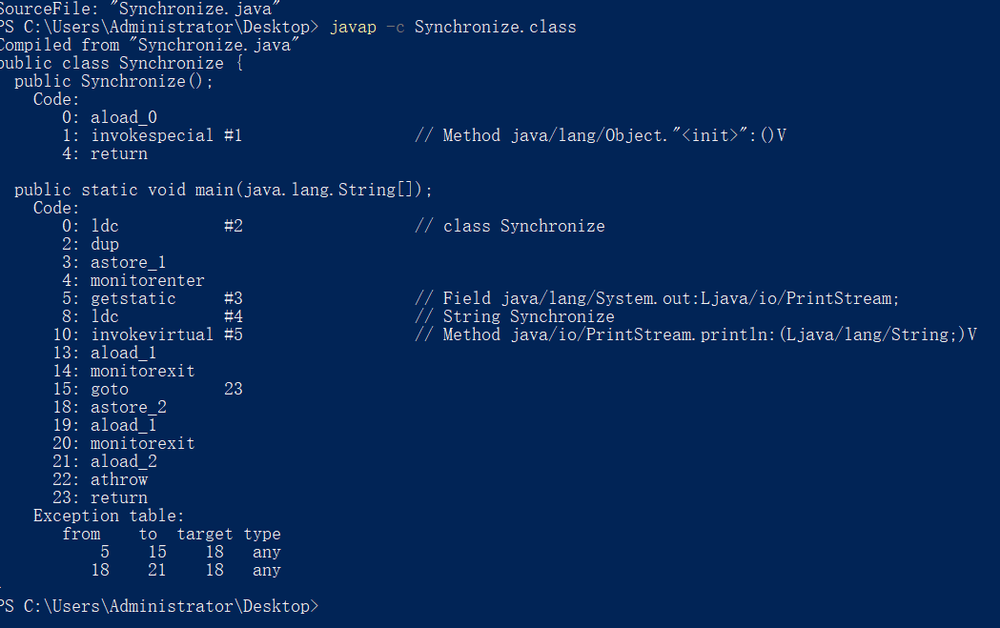 SourceFile: "Synchronize.java"
PS C:\Users\Administrator\Desktop> javap -c Synchronize.class
Compiled from "Synchronize.java"
public class Synchronize {
  public Synchronize();
    Code:
       0: aload_0
       1: invokespecial #1                  // Method java/lang/Object."<init>":()V
       4: return

  public static void main(java.lang.String[]);
    Code:
       0: ldc           #2                  // class Synchronize
       2: dup
       3: astore_1
       4: monitorenter
       5: getstatic     #3                  // Field java/lang/System.out:Ljava/io/PrintStream;
       8: ldc           #4                  // String Synchronize
      10: invokevirtual #5                  // Method java/io/PrintStream.println:(Ljava/lang/String;)V
      13: aload_1
      14: monitorexit
      15: goto          23
      18: astore_2
      19: aload_1
      20: monitorexit
      21: aload_2
      22: athrow
      23: return
    Exception table:
       from    to  target type
           5    15    18   any
          18    21    18   any
}
PS C:\Users\Administrator\Desktop>